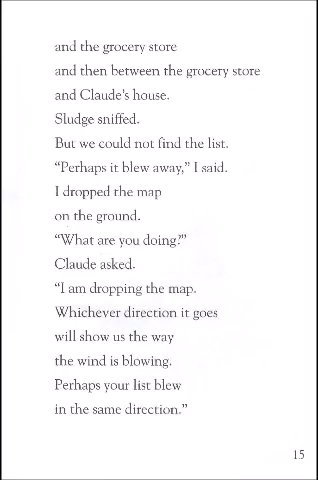 and the grocery store
and then between the grocery store
and Claude's house.
Sludge sniffed.
But we could not find the list.
“Perhaps it blew away,” I said.
I dropped the map
on the ground.
“What are you doing?”
Claude asked.
“I am dropping the map.
Whichever direction it goes
will show us the way
the wind is blowing.
Perhaps your list blew
in the same direction.”
15